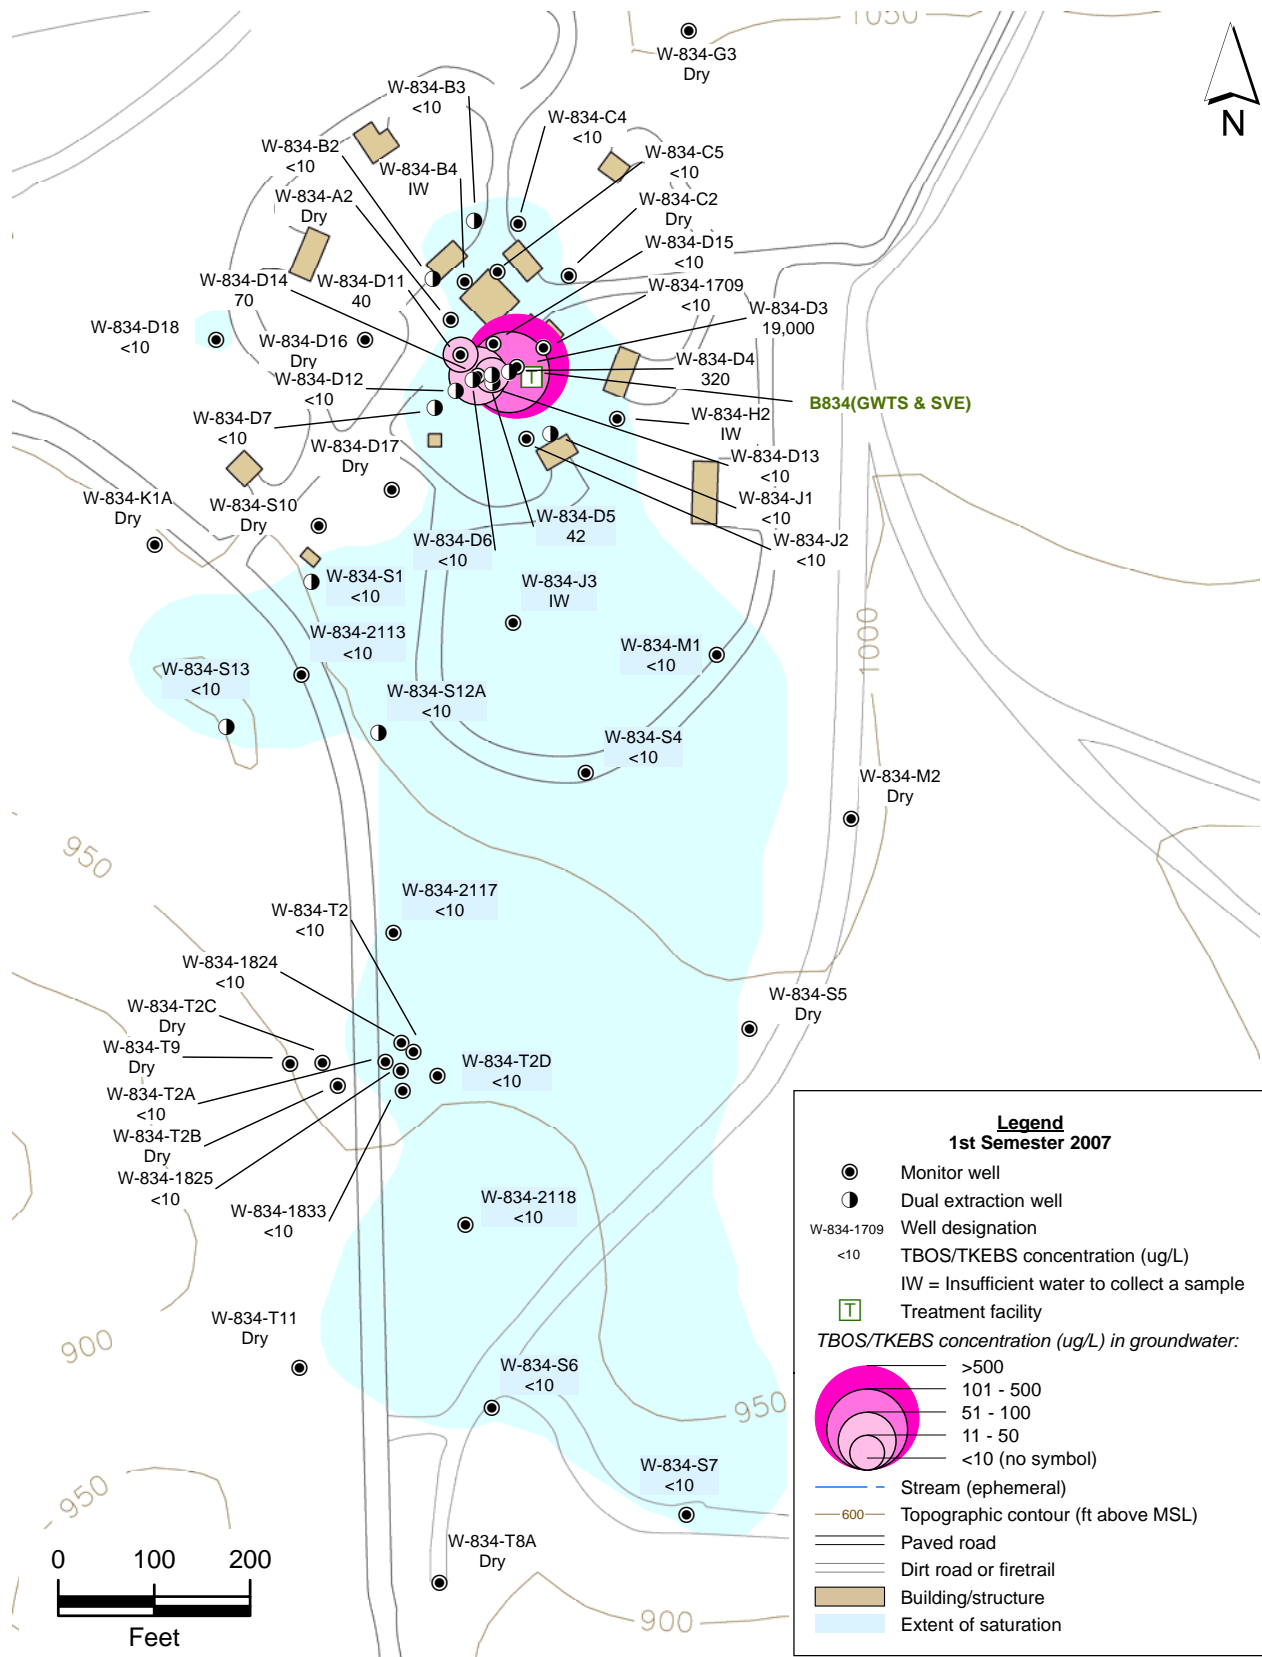 1050
W-834-G3
Dry
N
W-834-B3
<10
W-834-C4
<10
W-834-B2
<10
W-834-B4
IW
W-834-C5
<10
W-834-A2
Dry
W-834-C2
Dry
W-834-D15
<10
W-834-D14
70
W-834-D11
40
W-834-1709
<10
W-834-D3
19,000
W-834-D18
<10
W-834-D16
Dry
W-834-D4
320
W-834-D12
<10
B834(GWTS & SVE)
W-834-D7
<10
W-834-H2
IW
W-834-D17
Dry
W-834-D13
<10
W-834-K1A
Dry
W-834-S10
Dry
W-834-J1
<10
W-834-D5
42
W-834-D6
<10
W-834-J2
<10
W-834-S1
<10
W-834-J3
IW
1000
W-834-2113
<10
W-834-M1
<10
W-834-S13
<10
W-834-S12A
<10
W-834-S4
<10
W-834-M2
Dry
950
W-834-2117
<10
W-834-T2
<10
W-834-1824
<10
W-834-S5
Dry
W-834-T2C
Dry
W-834-T9
Dry
W-834-T2D
<10
W-834-T2A
<10
W-834-T2B
Dry
W-834-1825
<10
W-834-1833
<10
W-834-2118
<10
W-834-T11
Dry
900
W-834-S6
<10
950
W-834-S7
<10
950
W-834-T8A
Dry
900
0 100 200
Feet
Legend
1st Semester 2007
Monitor well
Dual extraction well
W-834-1709 Well designation
<10 TBOS/TKEBS concentration (ug/L)
IW = Insufficient water to collect a sample
T Treatment facility
TBOS/TKEBS concentration (ug/L) in groundwater:
>500
101 - 500
51 - 100
11 - 50
<10 (no symbol)
Stream (ephemeral)
600 Topographic contour (ft above MSL)
Paved road
Dirt road or firetrail
Building/structure
Extent of saturation
T